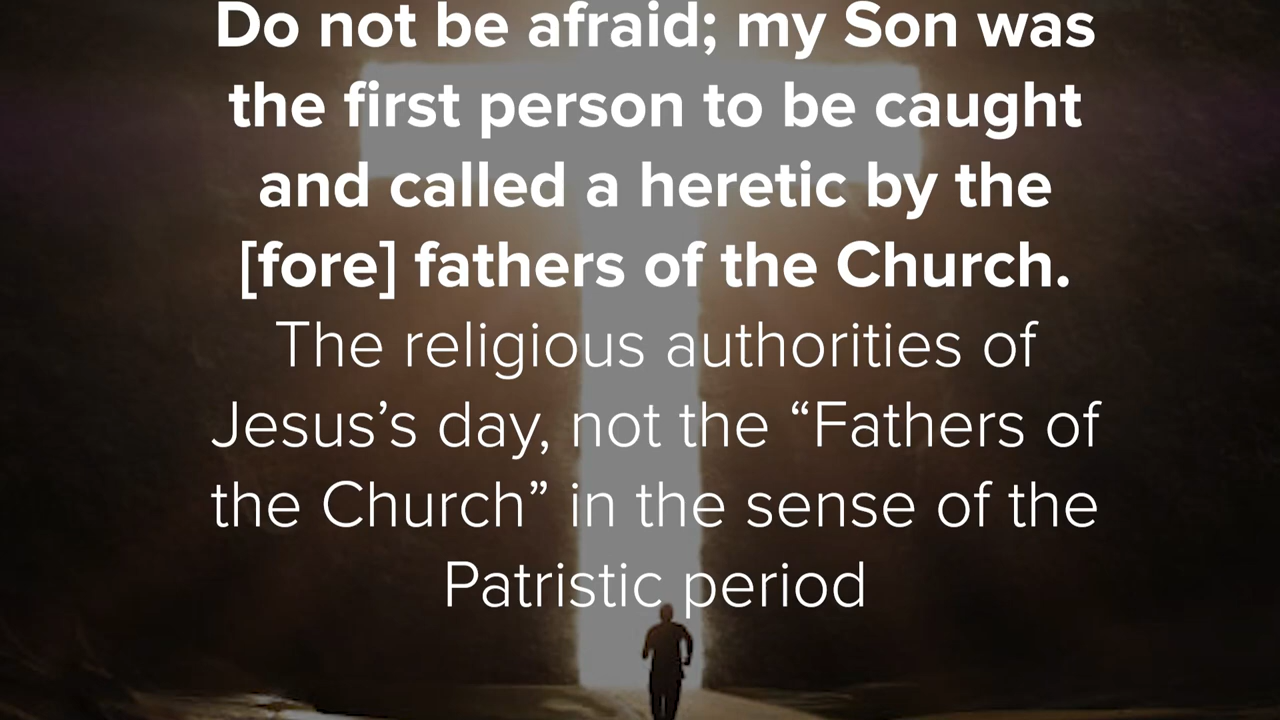 Do not be afraid; my Son was
the first person to be caught
and called a heretic by the
[fore] fathers of the Church.
The religious authorities of
Jesus’s day, not the “Fathers of
the Church” in the sense of the
Patristic period